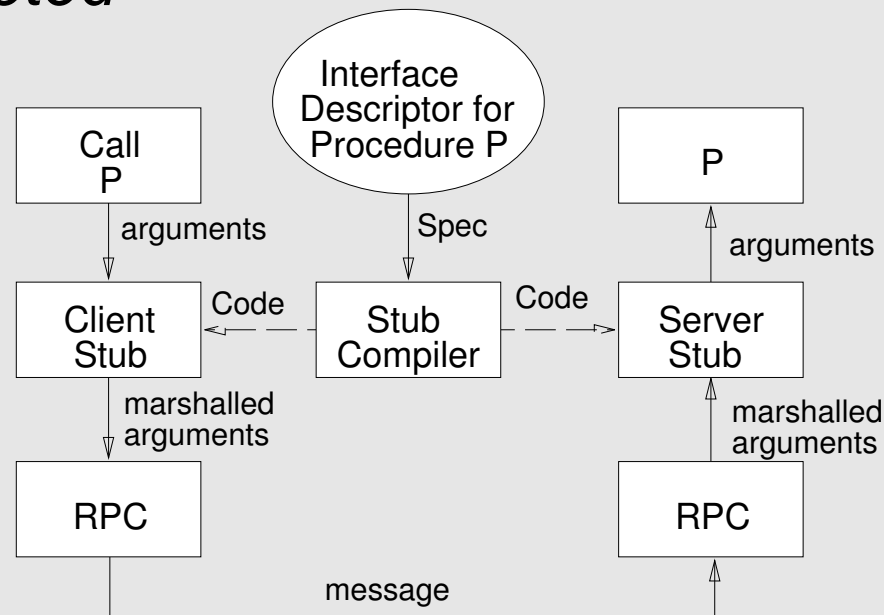 Interface
Descriptor for
Procedure P
Call
P
P
arguments
Spec
arguments
Code
Code
Client
Stub
Stub
Compiler
Server
Stub
marshalled
arguments
marshalled
arguments
RPC
RPC
message